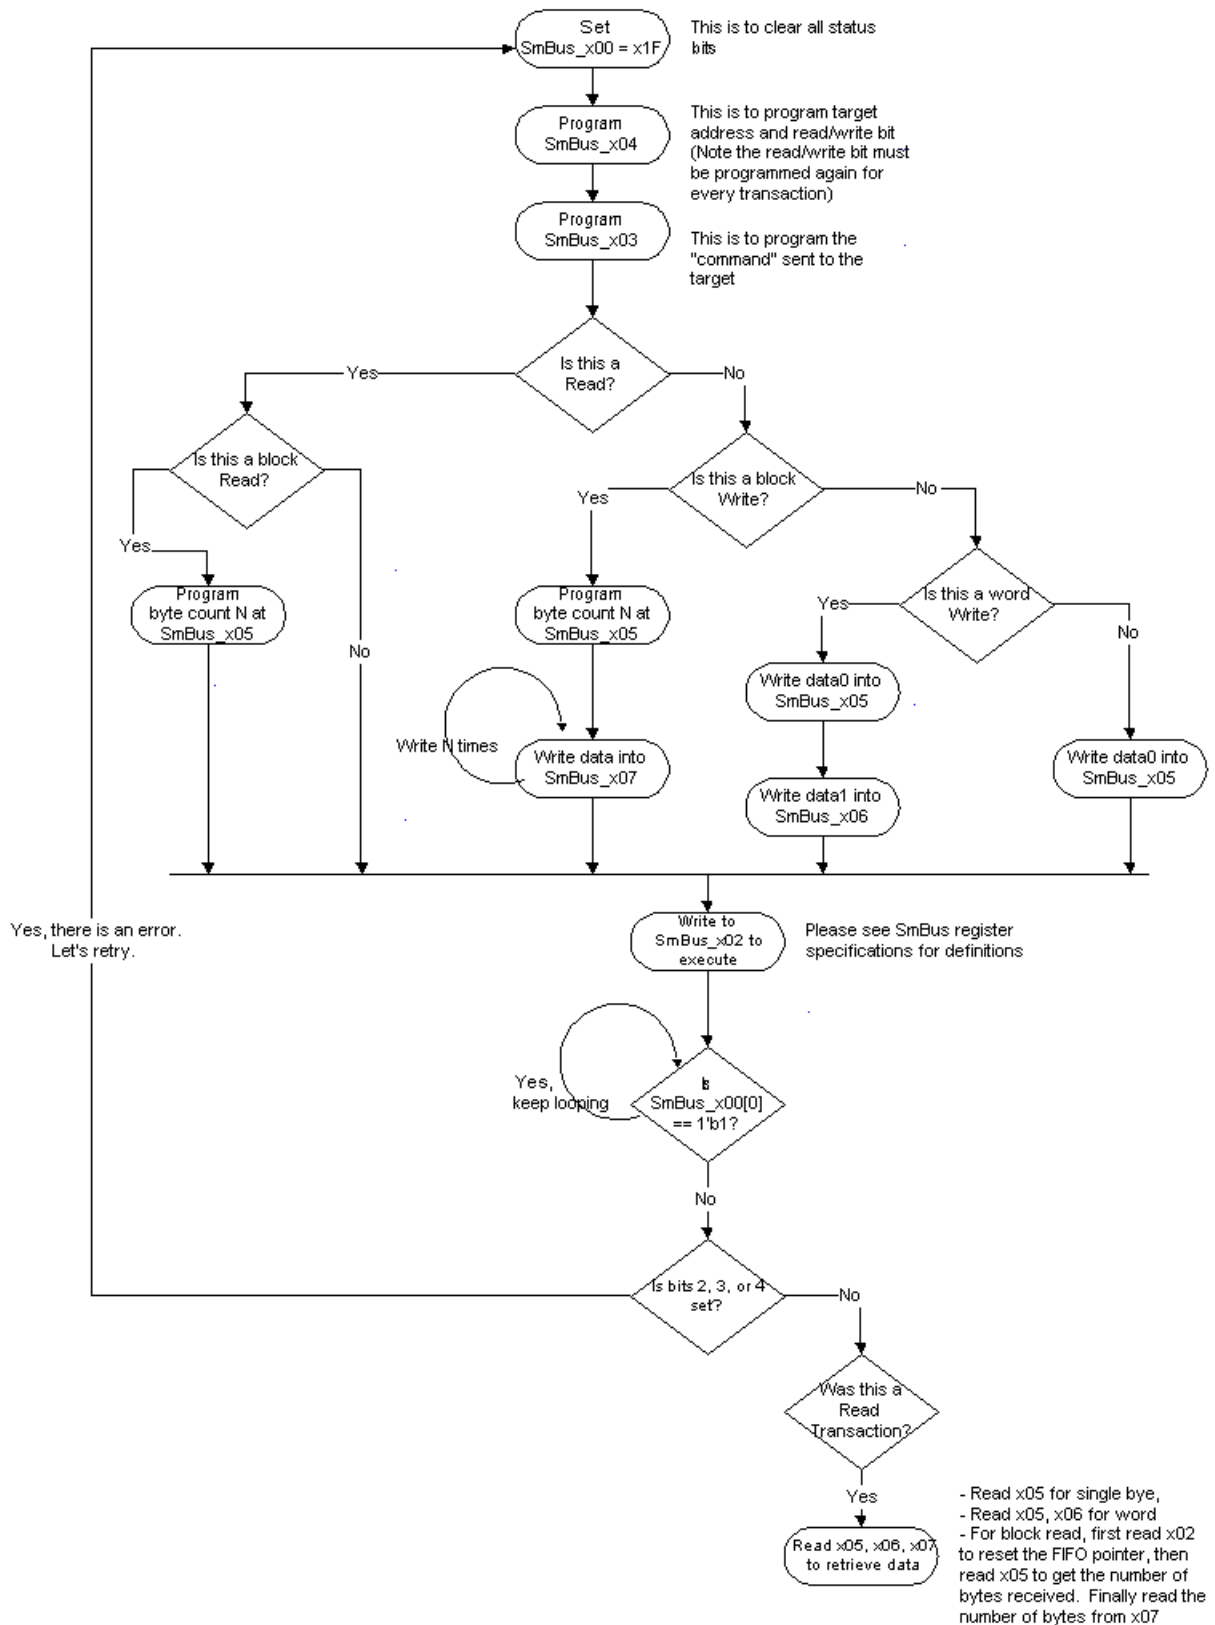 Set
SmBus_x00 = x1F
This is to clear all status
bits
Program
SmBus_x04
This is to program target
address and read/write bit
(Note the read/write bit must
be programmed again for
every transaction)
Program
SmBus_x03
This is to program the
"command" sent to the
target
Is this a
Read?
Yes
No
Is this a block
Read?
Is this a block
Write?
Yes
No
Yes
Is this a word
Write?
Program
byte count N at
SmBus_x05
Program
byte count N at
SmBus_x05
Yes
No
No
Write data0 into
SmBus_x05
Write N times
Write data into
SmBus_x07
Write data0 into
SmBus_x05
Write data1 into
SmBus_x06
Yes, there is an error.
Let's retry.
Write to
SmBus_x02 to
execute
Please see SmBus register
specifications for definitions
Yes,
keep looping
Is
SmBus_x00[0]
== 1'b1?
No
Is bits 2, 3, or 4
set?
No
Was this a
Read
Transaction?
Yes
Read x05, x06, x07
to retrieve data
- Read x05 for single bye,
- Read x05, x06 for word
- For block read, first read x02
to reset the FIFO pointer, then
read x05 to get the number of
bytes received. Finally read the
number of bytes from x07